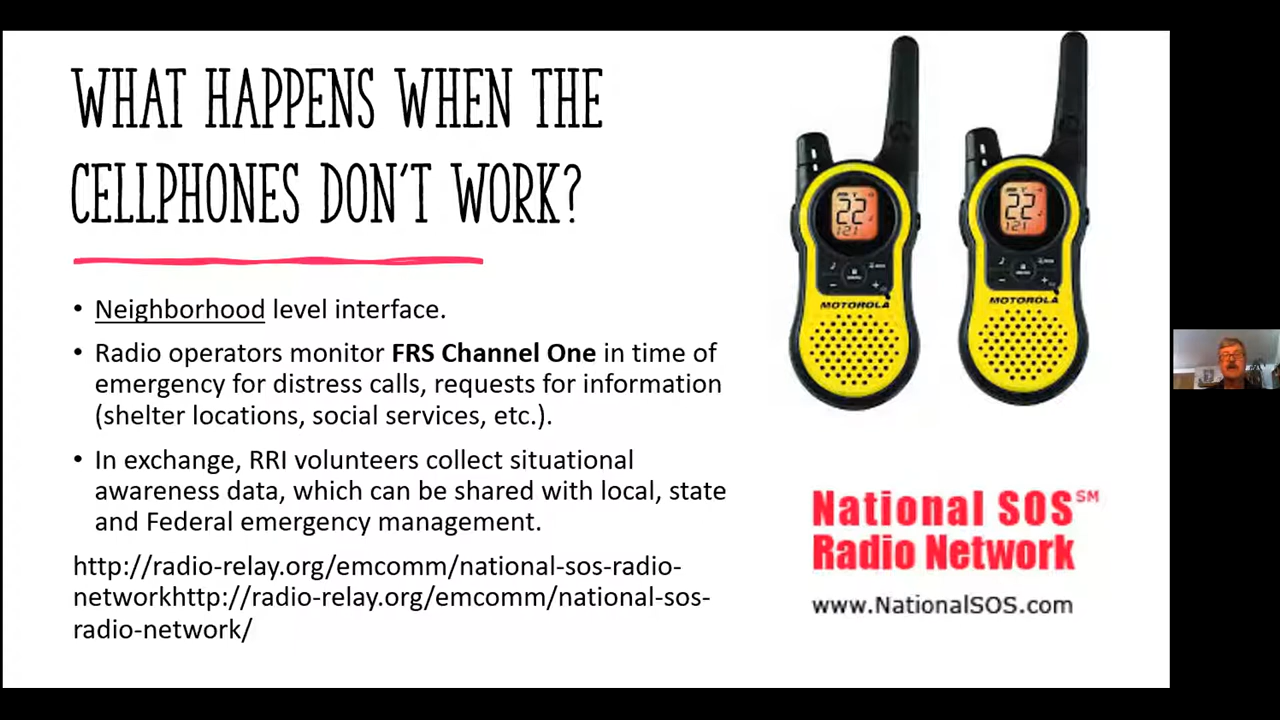 WHAT HAPPENS WHEN THE
CELLPHONES DON'T WORK?
• Neighborhood level interface.
• Radio operators monitor FRS Channel One in time of
emergency for distress calls, requests for information
(shelter locations, social services, etc.).
• In exchange, RRI volunteers collect situational
awareness data, which can be shared with local, state
and Federal emergency management.
http://radio-relay.org/emcomm/national-sos-radio-
networkhttp://radio-relay.org/emcomm/national-sos-
radio-network/
22
121
MOTOROLA
22
121
MOTOROLA
National SOS℠
Radio Network
www.NationalSOS.com